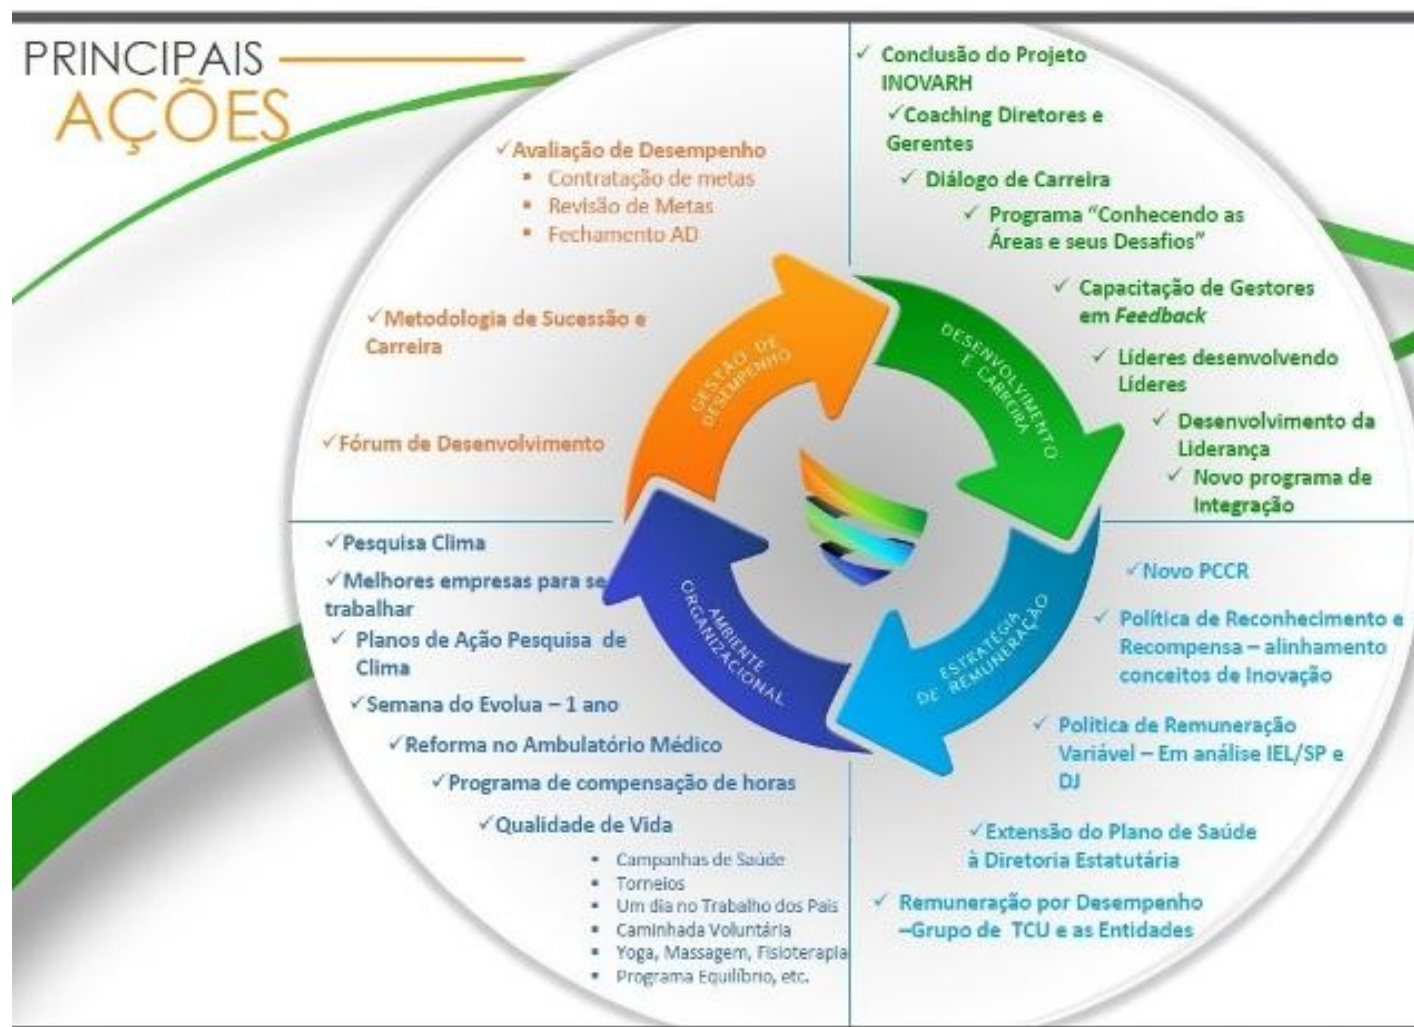 PRINCIPAIS
AÇÕES
✓Avaliação de Desempenho
▪ Contratação de metas
▪ Revisão de Metas
▪ Fechamento AD
✓Metodologia de Sucessão e
Carreira
✓Fórum de Desenvolvimento
✓ Conclusão do Projeto
INOVARH
✓Coaching Diretores e
Gerentes
✓ Diálogo de Carreira
✓ Programa “Conhecendo as
Áreas e seus Desafios”
✓ Capacitação de Gestores
em Feedback
✓ Líderes desenvolvendo
Líderes
✓ Desenvolvimento da
Liderança
✓ Novo programa de
Integração
GESTÃO DE
DESEMPENHO
DESENVOLVIMENTO
E CARREIRA
AMBIENTE
ORGANIZACIONAL
ESTRATÉGIA
DE REMUNERAÇÃO
✓Pesquisa Clima
✓Melhores empresas para se
trabalhar
✓ Planos de Ação Pesquisa de
Clima
✓Semana do Evolua – 1 ano
✓Reforma no Ambulatório Médico
✓Programa de compensação de horas
✓Qualidade de Vida
▪ Campanhas de Saúde
▪ Torneios
▪ Um dia no Trabalho dos Pais
▪ Caminhada Voluntária
▪ Yoga, Massagem, Fisioterapia
▪ Programa Equilíbrio, etc.
✓Novo PCCR
✓ Política de Reconhecimento e
Recompensa – alinhamento
conceitos de Inovação
✓ Politica de Remuneração
Variável – Em análise IEL/SP e
DJ
✓Extensão do Plano de Saúde
à Diretoria Estatutária
✓ Remuneração por Desempenho
–Grupo de TCU e as Entidades